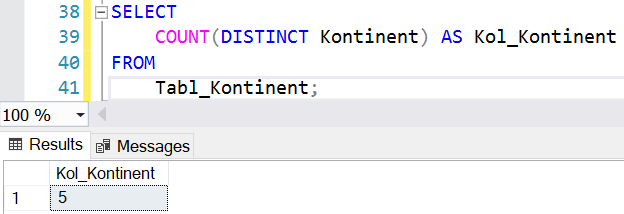 38 SELECT
39 COUNT(DISTINCT Kontinent) AS Kol_Kontinent
40 FROM
41 Tabl_Kontinent;
100 %
Results Messages
Kol_Kontinent
1 5